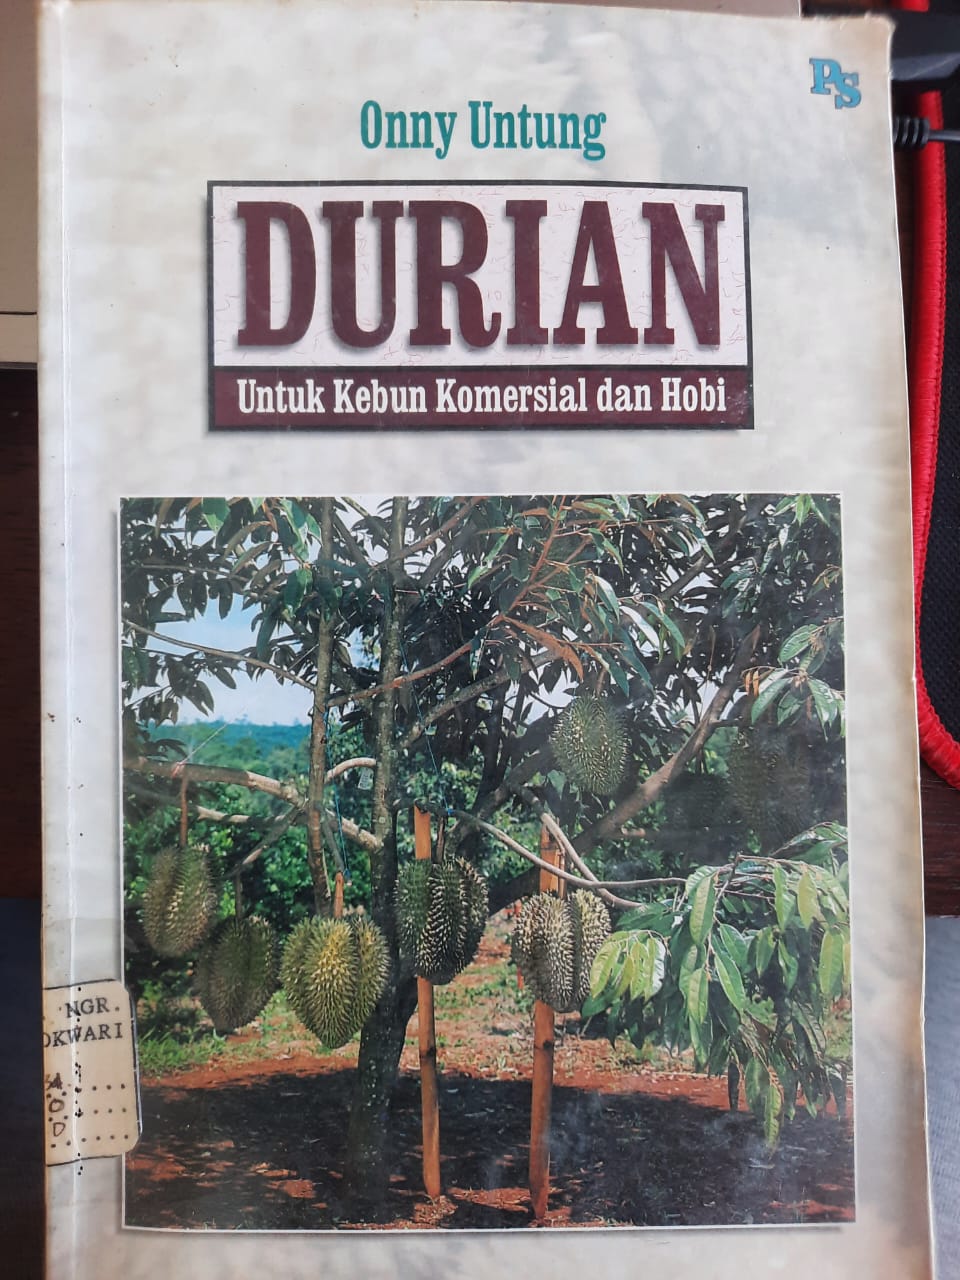 PS
Onny Untung
DURIAN
Untuk Kebun Komersial dan Hobi
NGR.
OKWARI